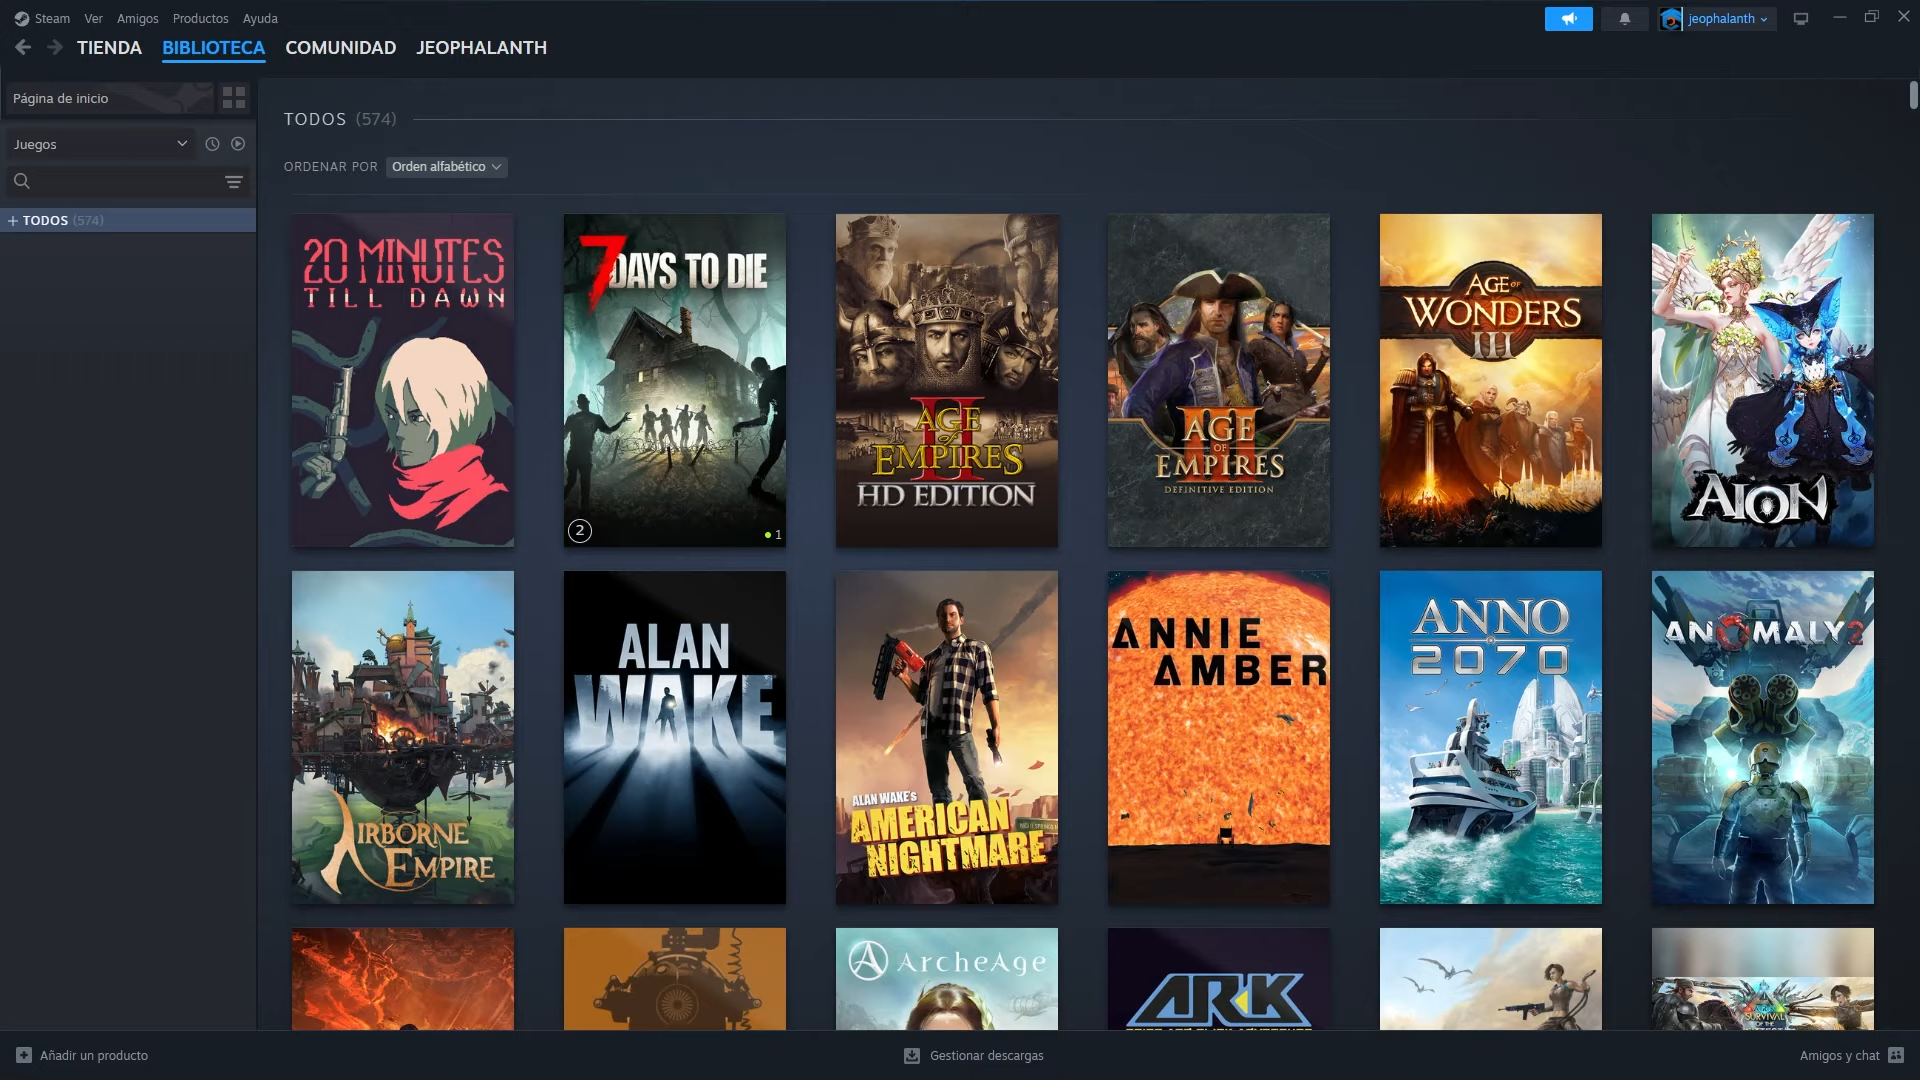 Steam Ver Amigos Productos Ayuda
jeophalanth
TIENDA BIBLIOTECA COMUNIDAD JEOPHALANTH
Página de inicio
Juegos
+ TODOS (574)
TODOS (574)
ORDENAR POR Orden alfabético
20 MINUTES
TILL DAWN
7 DAYS TO DIE
2
1
II
AGE
of
EMPIRES
HD EDITION
III
AGE
OF
EMPIRES
DEFINITIVE EDITION
AGE OF
WONDERS
III
AION
AIRBORNE
EMPIRE
ALAN
WAKE
ALAN WAKE'S
AMERICAN
NIGHTMARE
ANNIE
AMBER
ANNO
2070
ANOMALY 2
ArcheAge
ARK
SURVIVAL
OF THE
Añadir un producto
Gestionar descargas
Amigos y chat